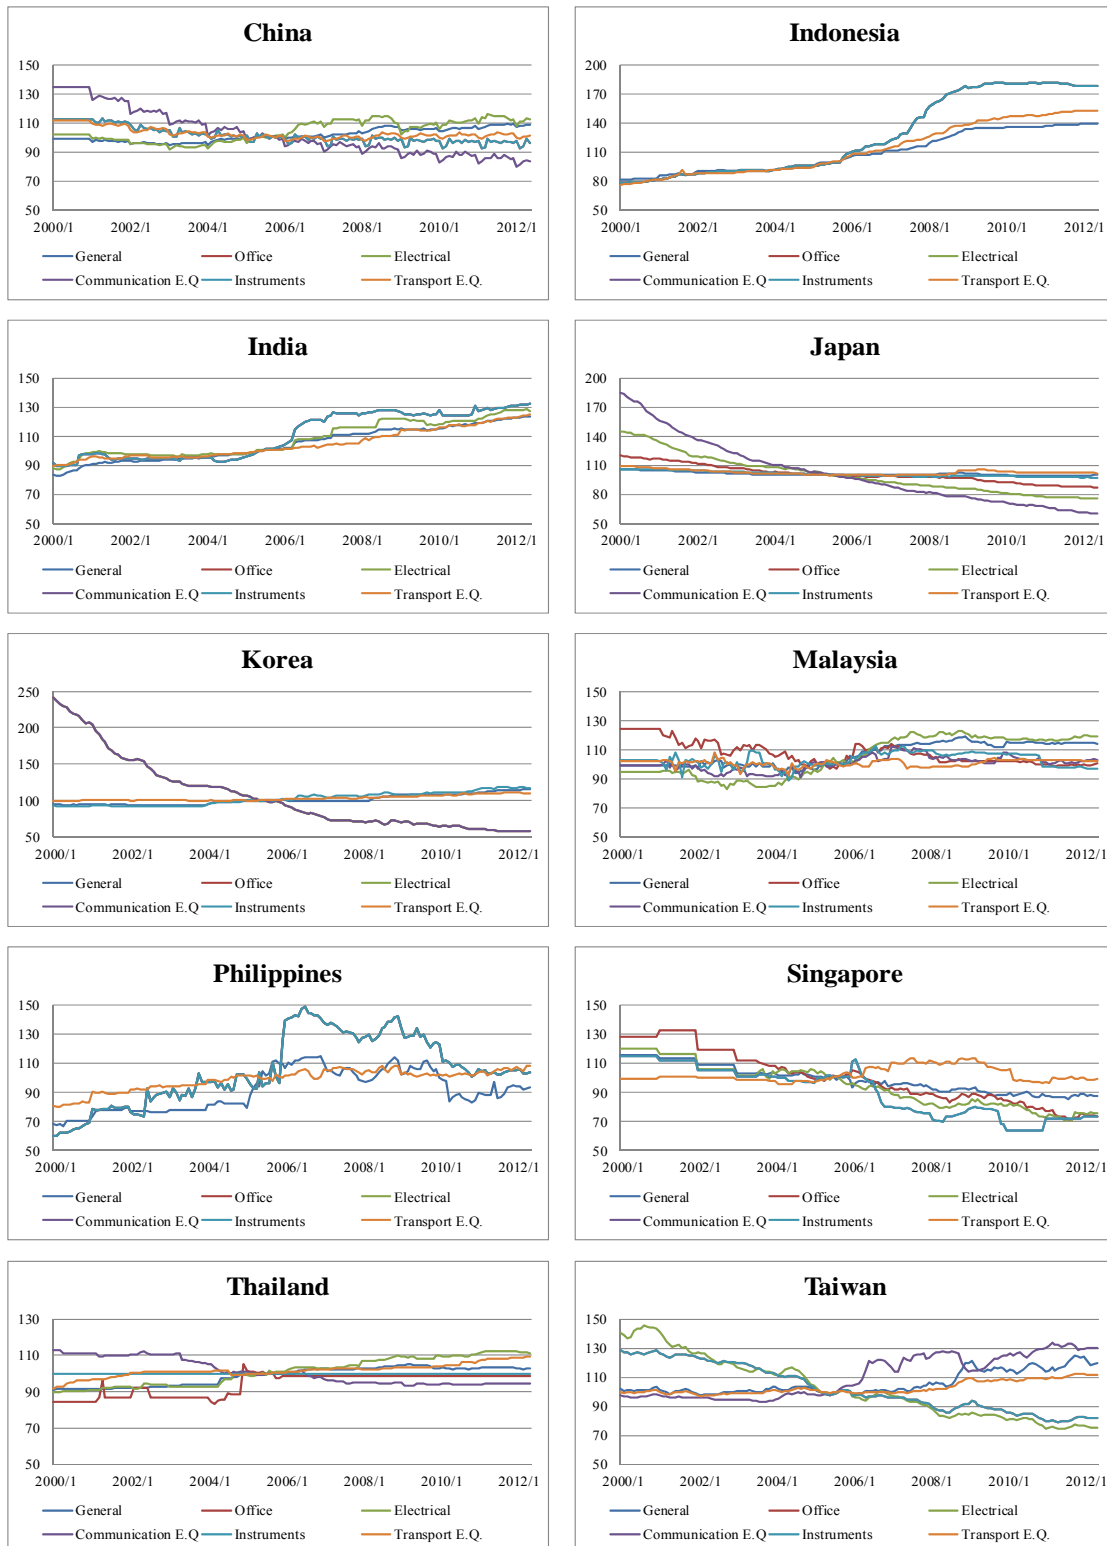 China
150
130
110
90
70
50
2000/1 2002/1 2004/1 2006/1 2008/1 2010/1 2012/1
General Office Electrical
Communication E.Q Instruments Transport E.Q.
Indonesia
200
170
140
110
80
50
2000/1 2002/1 2004/1 2006/1 2008/1 2010/1 2012/1
General Office Electrical
Communication E.Q Instruments Transport E.Q.
India
150
130
110
90
70
50
2000/1 2002/1 2004/1 2006/1 2008/1 2010/1 2012/1
General Office Electrical
Communication E.Q Instruments Transport E.Q.
Japan
200
170
140
110
80
50
2000/1 2002/1 2004/1 2006/1 2008/1 2010/1 2012/1
General Office Electrical
Communication E.Q Instruments Transport E.Q.
Korea
250
200
150
100
50
2000/1 2002/1 2004/1 2006/1 2008/1 2010/1 2012/1
General Office Electrical
Communication E.Q Instruments Transport E.Q.
Malaysia
150
130
110
90
70
50
2000/1 2002/1 2004/1 2006/1 2008/1 2010/1 2012/1
General Office Electrical
Communication E.Q Instruments Transport E.Q.
Philippines
150
130
110
90
70
50
2000/1 2002/1 2004/1 2006/1 2008/1 2010/1 2012/1
General Office Electrical
Communication E.Q Instruments Transport E.Q.
Singapore
150
130
110
90
70
50
2000/1 2002/1 2004/1 2006/1 2008/1 2010/1 2012/1
General Office Electrical
Communication E.Q Instruments Transport E.Q.
Thailand
130
110
90
70
50
2000/1 2002/1 2004/1 2006/1 2008/1 2010/1 2012/1
General Office Electrical
Communication E.Q Instruments Transport E.Q.
Taiwan
150
130
110
90
70
50
2000/1 2002/1 2004/1 2006/1 2008/1 2010/1 2012/1
General Office Electrical
Communication E.Q Instruments Transport E.Q.